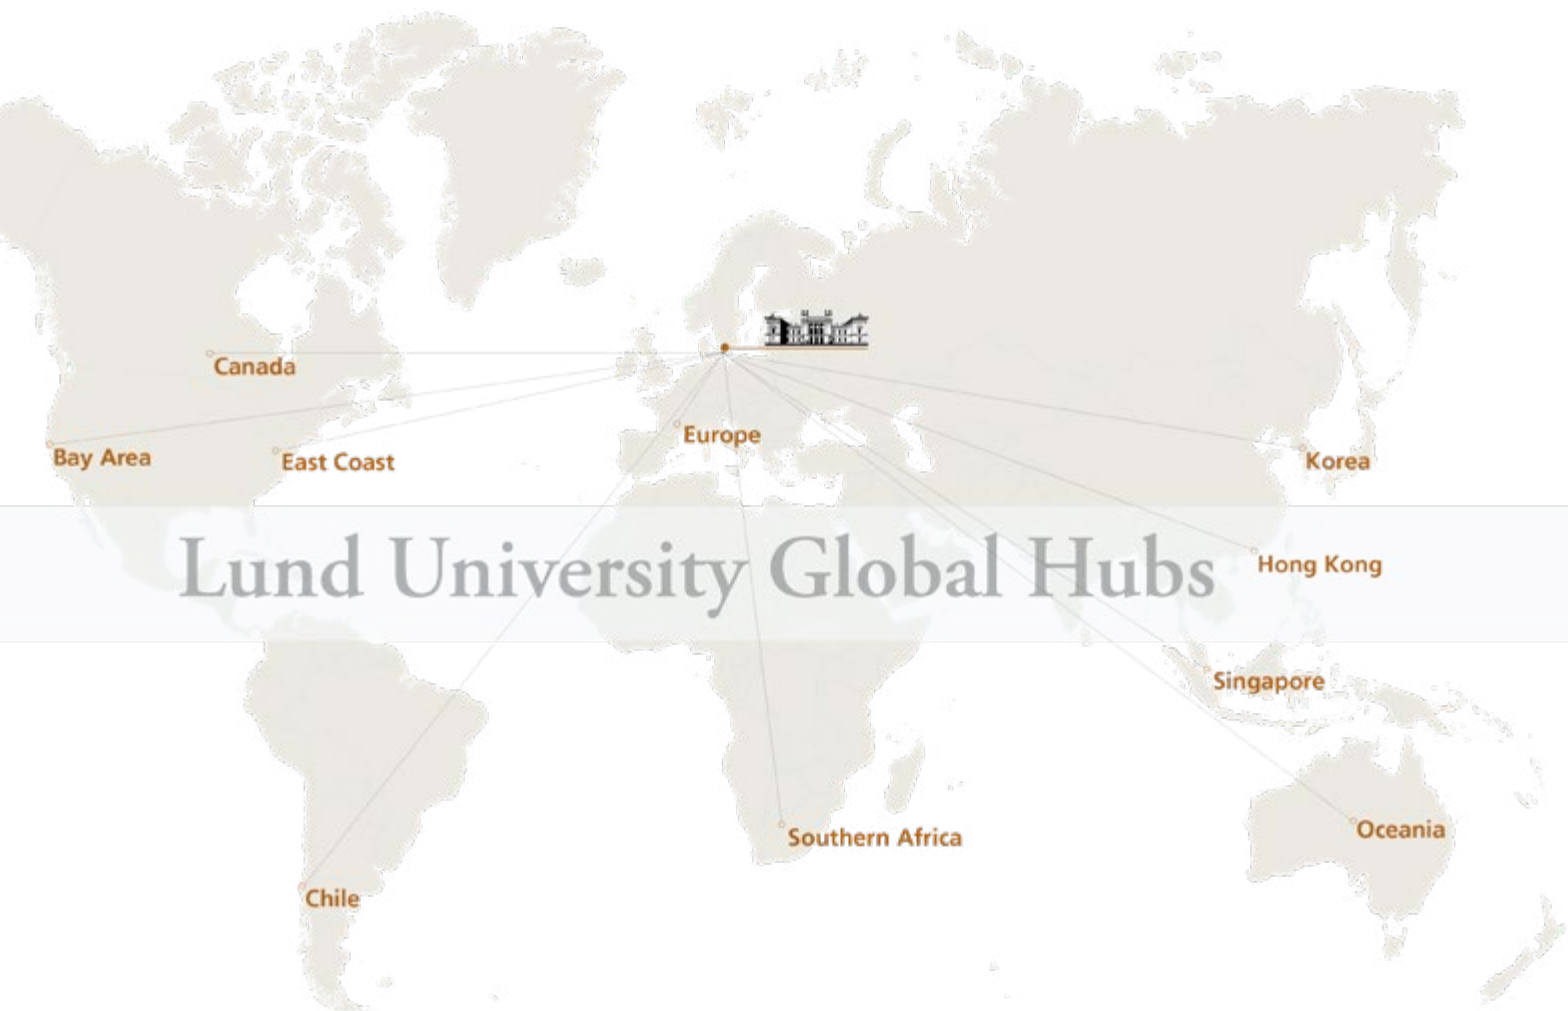 Canada
Bay Area
East Coast
Europe
Korea
Lund University Global Hubs
Hong Kong
Singapore
Southern Africa
Oceania
Chile